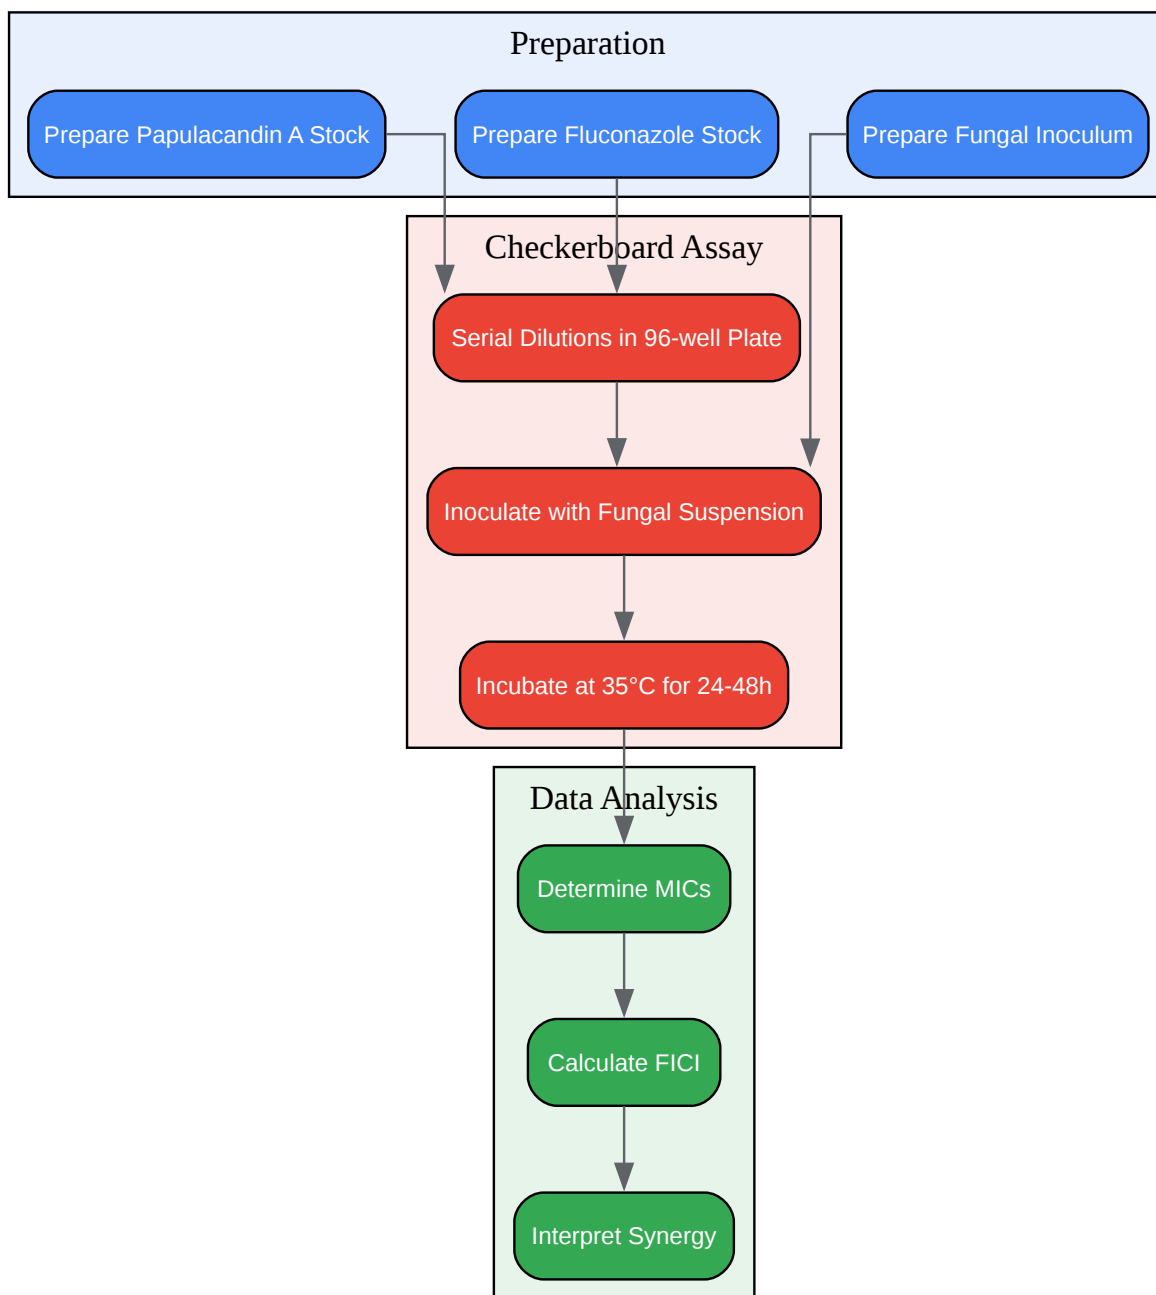 Preparation
Prepare Papulacandin A Stock
Prepare Fluconazole Stock
Prepare Fungal Inoculum
Checkerboard Assay
Serial Dilutions in 96-well Plate
Inoculate with Fungal Suspension
Incubate at 35°C for 24-48h
Data Analysis
Determine MICs
Calculate FICI
Interpret Synergy